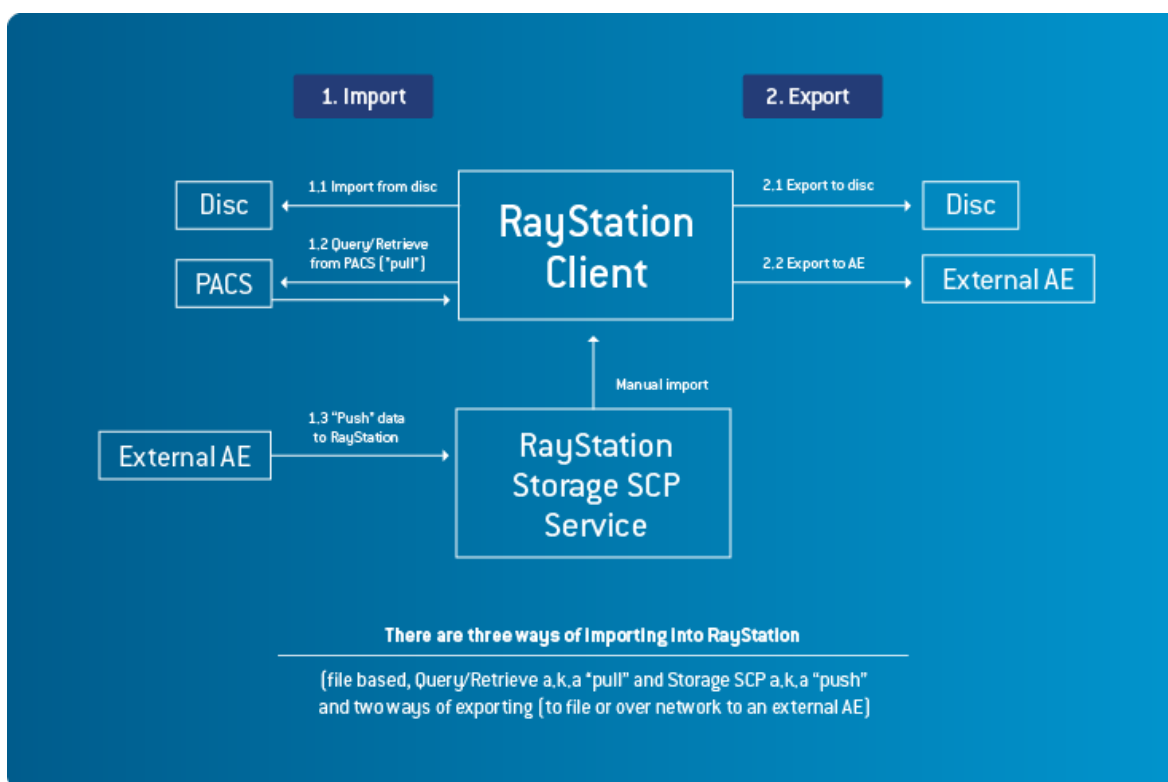 1. Import
2. Export
1.1 Import from disc
2.1 Export to disc
Disc
RayStation
Client
Disc
1.2 Query/Retrieve
from PACS ("pull")
2.2 Export to AE
PACS
External AE
Manual import
1.3 "Push" data
to RayStation
External AE
RayStation
Storage SCP
Service
There are three ways of importing into RayStation
(file based, Query/Retrieve a.k.a "pull" and Storage SCP a.k.a "push"
and two ways of exporting (to file or over network to an external AE)